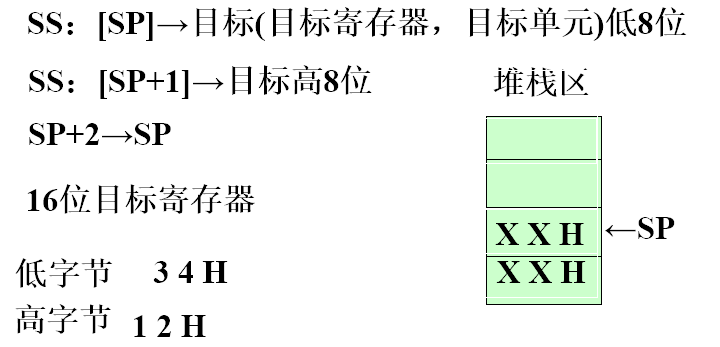 SS：[SP]→目标(目标寄存器，目标单元)低8位
SS：[SP+1]→目标高8位
堆栈区
SP+2→SP
16位目标寄存器
X X H ←SP
X X H
低字节 3 4 H
高字节 1 2 H